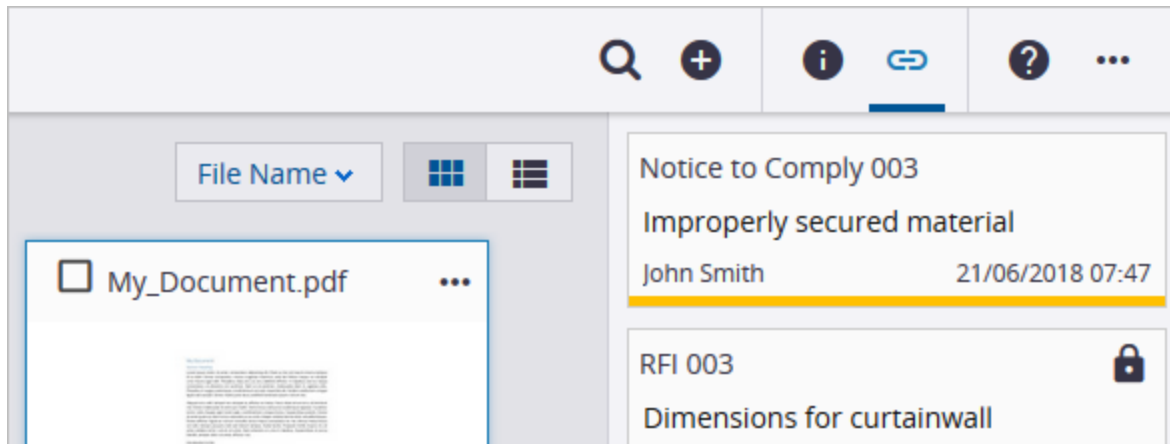 File Name
My_Document.pdf
Notice to Comply 003
Improperly secured material
John Smith 21/06/2018 07:47
RFI 003
Dimensions for curtainwall